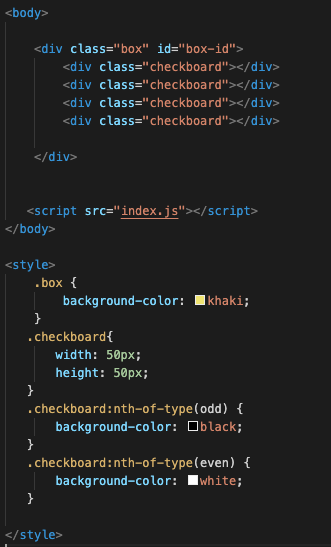 <body>
<div class="box" id="box-id">
<div class="checkboard"></div>
<div class="checkboard"></div>
<div class="checkboard"></div>
<div class="checkboard"></div>
</div>
<script src="index.js"></script>
</body>
<style>
.box {
background-color: khaki;
}
.checkboard{
width: 50px;
height: 50px;
}
.checkboard:nth-of-type(odd) {
background-color: black;
}
.checkboard:nth-of-type(even) {
background-color: white;
}
</style>